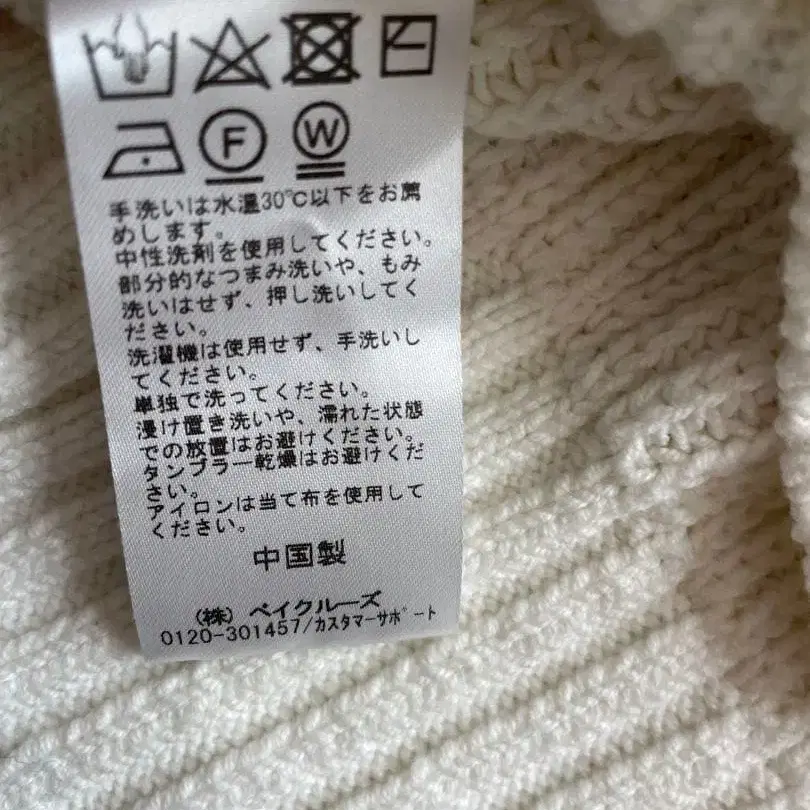 F W
手洗いは水温30℃以下をお薦
めします。
中性洗剤を使用してください。
部分的なつまみ洗いや、もみ
洗いはせず、押し洗いしてく
ださい。
洗濯機は使用せず、手洗いし
てください。
単独で洗ってください。
浸け置き洗いや、濡れた状態
での放置はお避けください。
タンブラー乾燥はお避けくだ
さい。
アイロンは当て布を使用して
ください。
中国製
(株) ベイクルーズ
0120-301457/カスタマーサポート